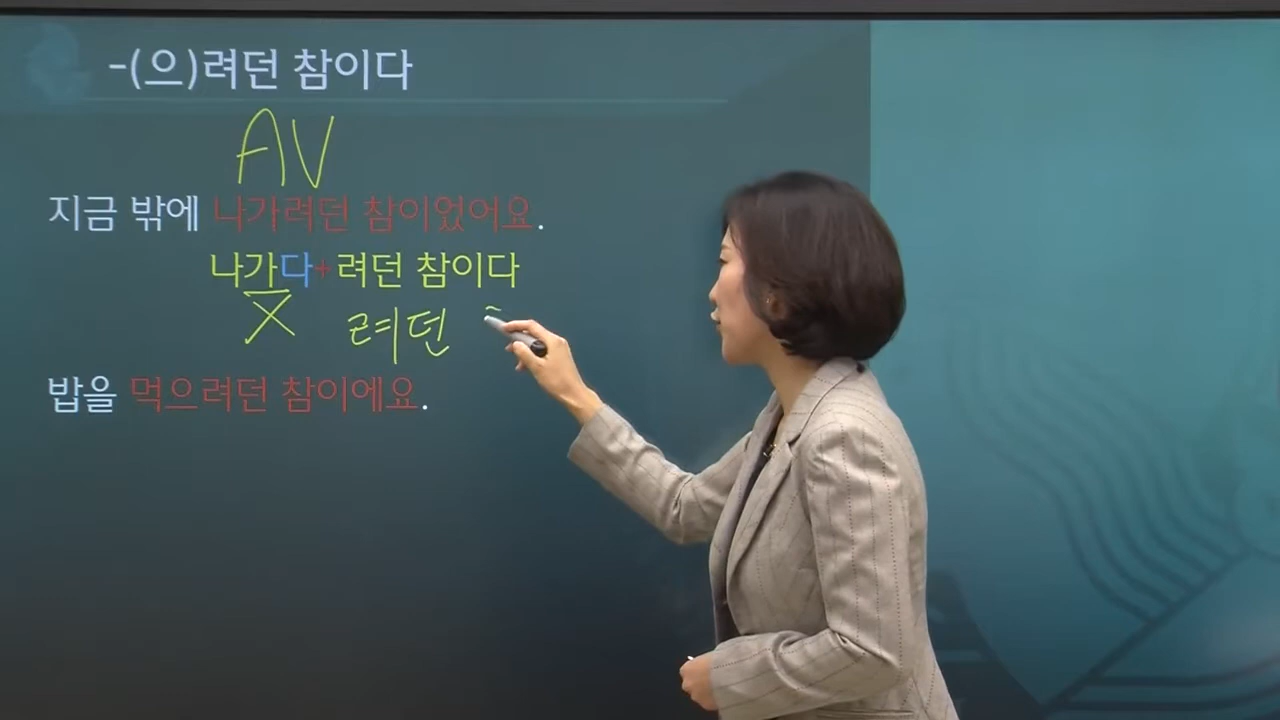 -(으)려던 참이다
AV
지금 밖에 나가려던 참이었어요.
나가다+려던 참이다
X 려던
밥을 먹으려던 참이에요.